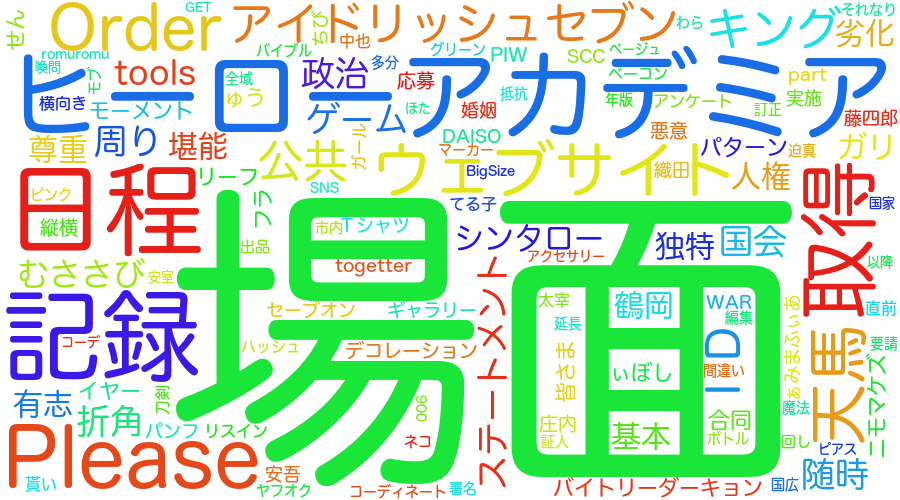 GET
Order
アイドリッシュセブン
キング
それなり
劣化
せん
ちび
中也
わら
romuromu
喚問
モブ
バイブル
グリーン
PIW
SCC
ベージュ
ベーコン
横向き
tools
全域
政治
多分
応募
part
ヒーローアカデミア
ゅう
モーメント
ゲーム
ほた
婚姻
抵抗
年版
アンケート
訂正
実施
藤四郎
尊重
周り
堪能
ガール
マーカー
DAISO
悪意
パターン
迫真
ガリ
日程
ピンク
リーフ
公共
ウェブサイト
BigSize
織田
人権
SNS
縦横
フラ
市内
Tシャツ
てる子
国家
取得
場面
シンタロー
独特
国会
むささび
安室
togetter
アクセサリー
以降
記録
セーブオン
ギャラリー
ステートメント
太宰
鶴岡
WAR
編集
直前
コーデ
ハッシュ
デコレーション
延長
ID
あぁみまふぃぁ
天馬
要請
イヤー
皆さま
ぃぼし
間違い
ニモマケズ
有志
折角
刀剣
900
魔法
Please
パンフ
リスイン
ネコ
庄内
証人
基本
合同
ボトル
回し
ピアス
貰い
安吾
ヤフオク
コーディネート
署名
バイトリーダーキョン
国広
随時